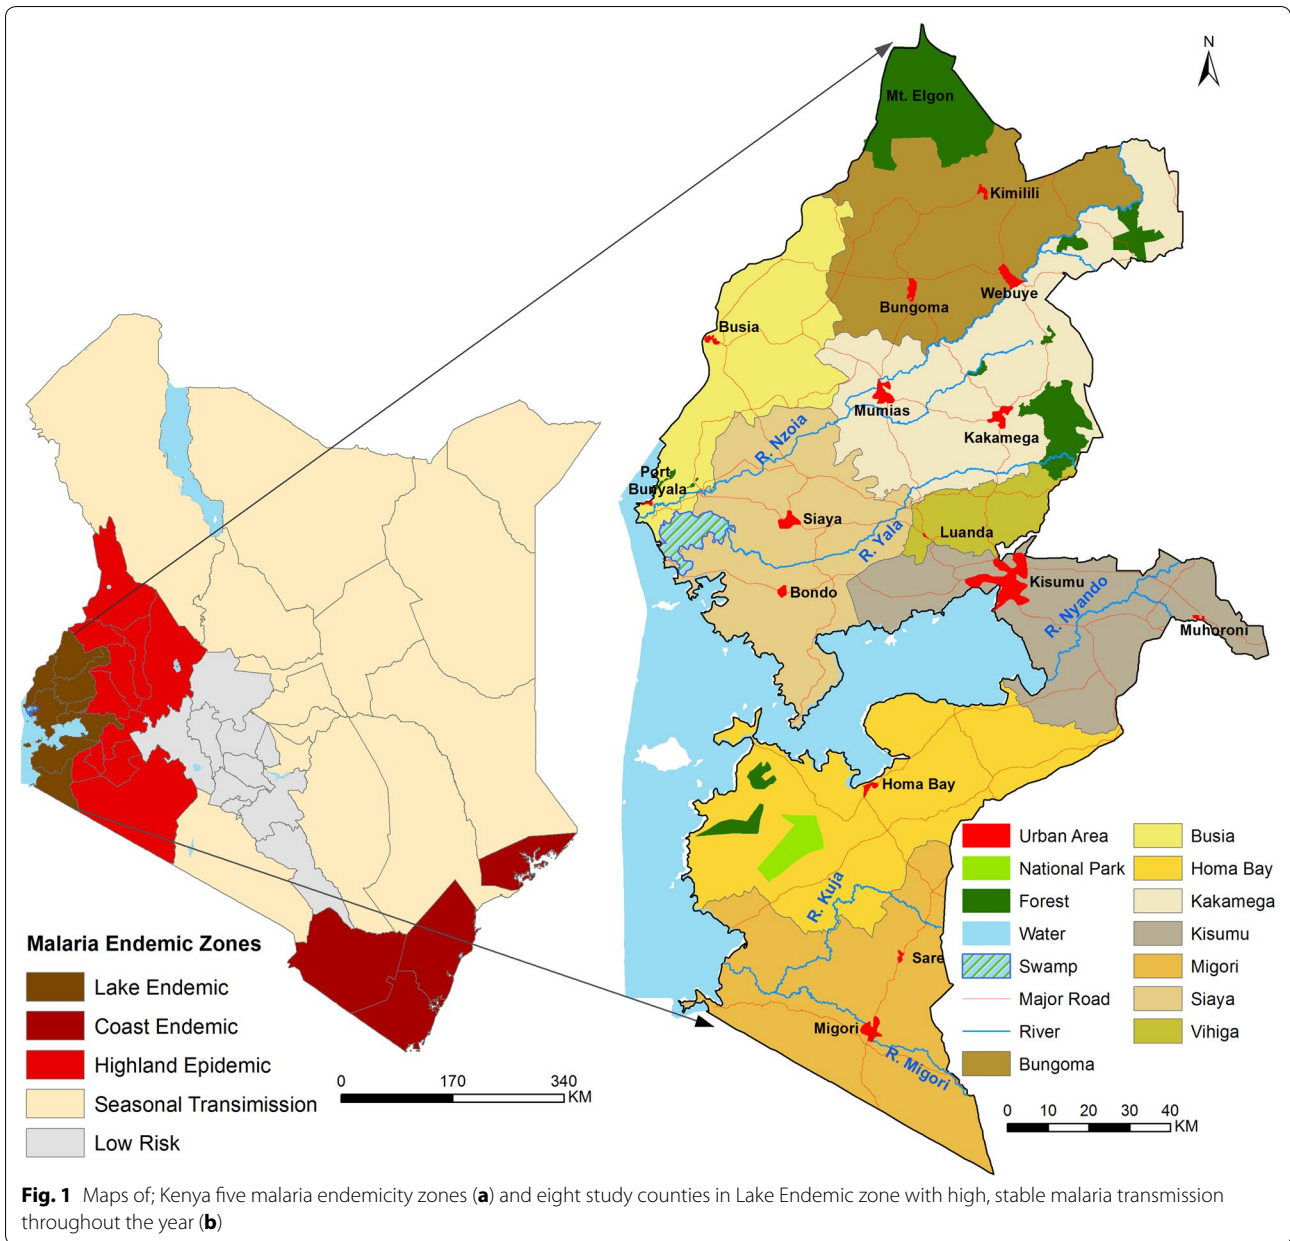 N
Mt. Elgon
Kimilili
Webuye
Bungoma
Busia
Mumias
Kakamega
R. Nzoia
Port
Bunyala
Siaya
R. Yala
Luanda
Bondo
Kisumu
R. Nyando
Muhoroni
Homa Bay
R. Kuja
Sare
Migori
R. Migori
Urban Area
National Park
Forest
Water
Swamp
Major Road
River
Bungoma
Busia
Homa Bay
Kakamega
Kisumu
Migori
Siaya
Vihiga
0 10 20 30 40
KM
Malaria Endemic Zones
Lake Endemic
Coast Endemic
Highland Epidemic
Seasonal Transimission
Low Risk
0 170 340
KM
Fig. 1 Maps of; Kenya five malaria endemicity zones (a) and eight study counties in Lake Endemic zone with high, stable malaria transmission
throughout the year (b)